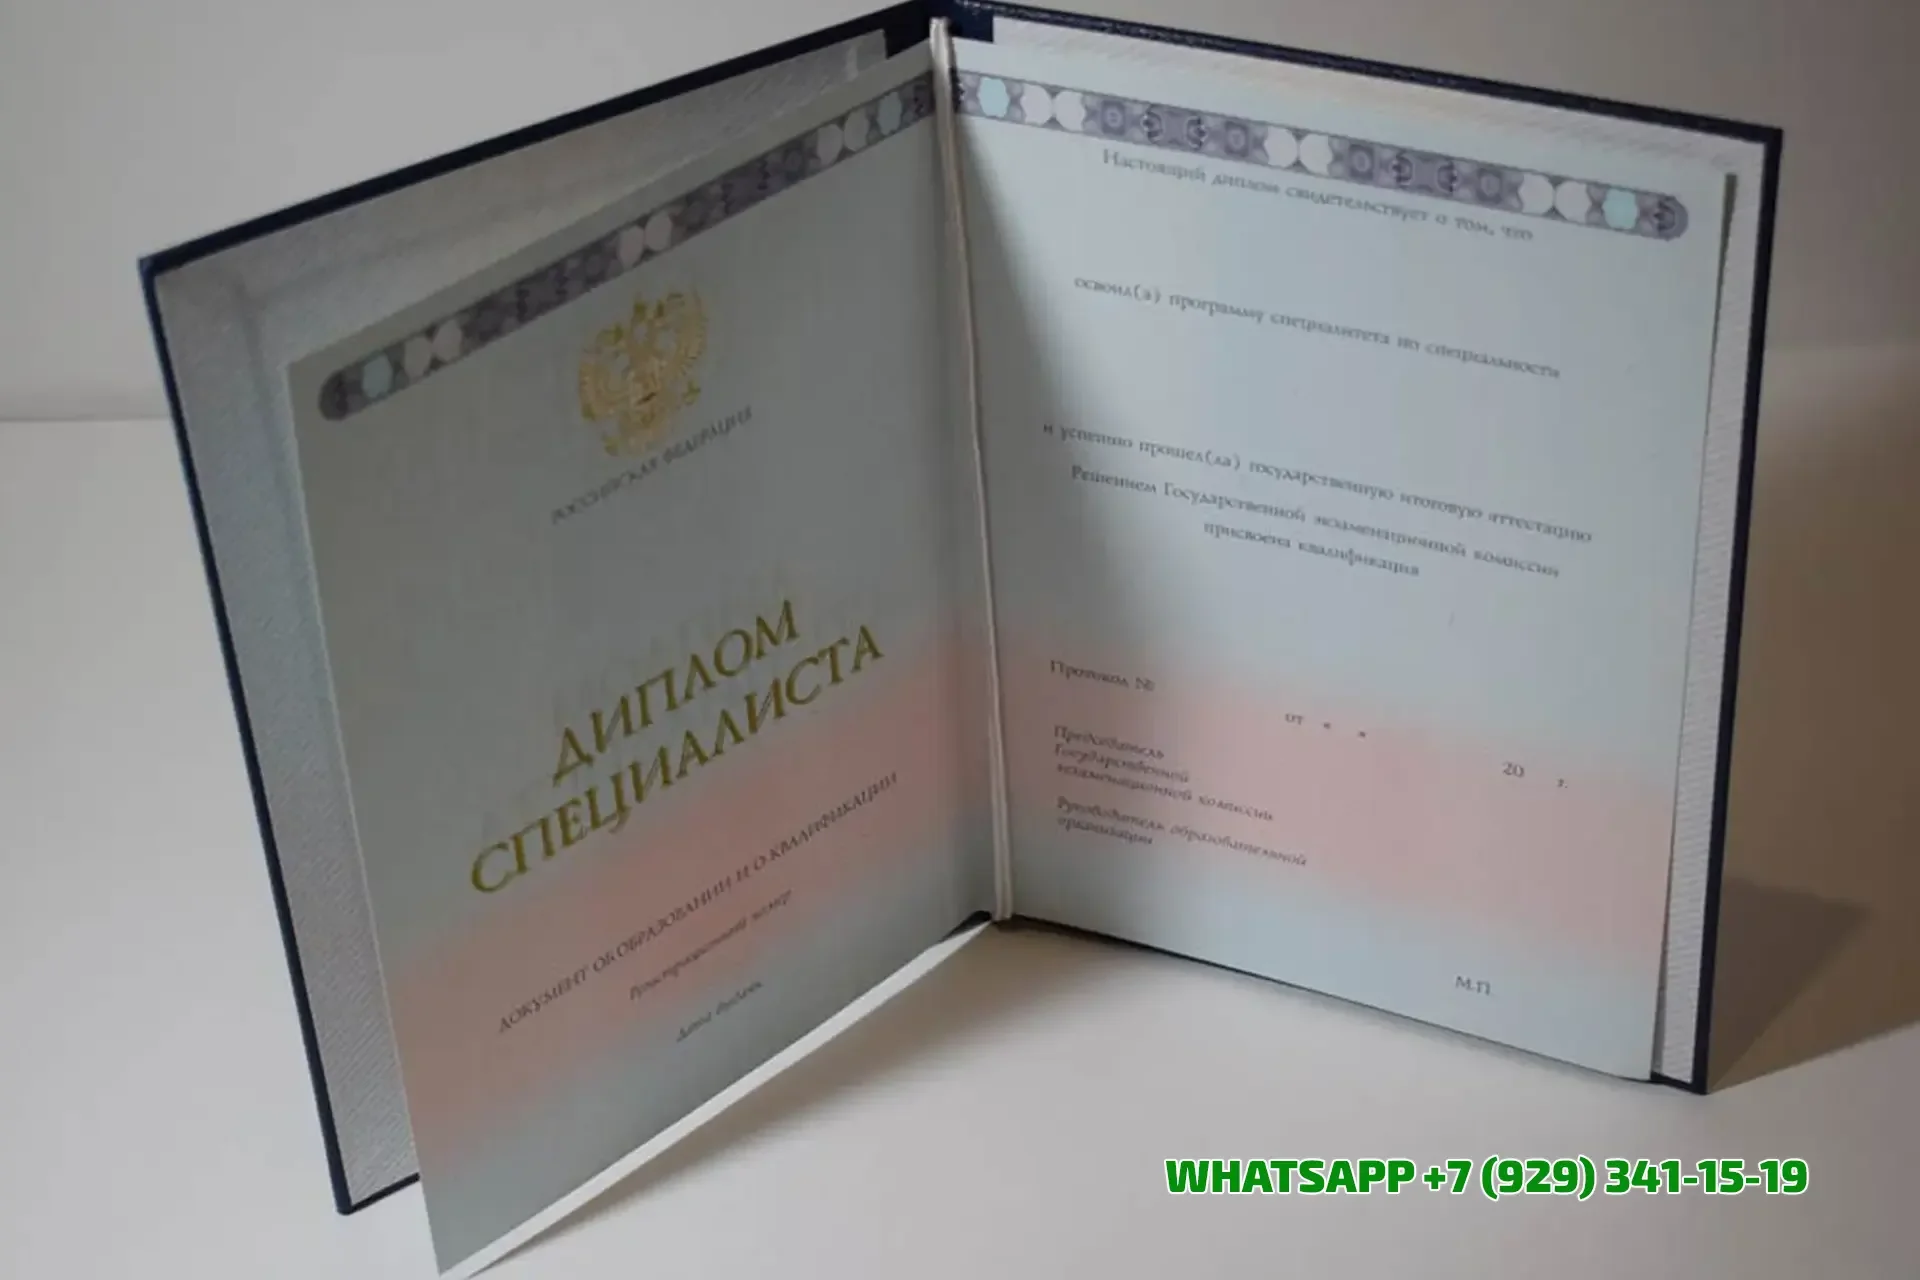 РОССИЙСКАЯ ФЕДЕРАЦИЯ
ДИПЛОМ
СПЕЦИАЛИСТА
ДОКУМЕНТ ОБ ОБРАЗОВАНИИ И О КВАЛИФИКАЦИИ
Регистрационный номер
Дата выдачи
Настоящий диплом свидетельствует о том, что
освоил(а) программу специалитета по специальности
и успешно прошел(ла) государственную итоговую аттестацию
Решением Государственной экзаменационной комиссии
присвоена квалификация
Протокол №
от « »
20 г.
Председатель
Государственной
экзаменационной комиссии
Руководитель образовательной
организации
М.П.
WHATSAPP +7 (929) 341-15-19